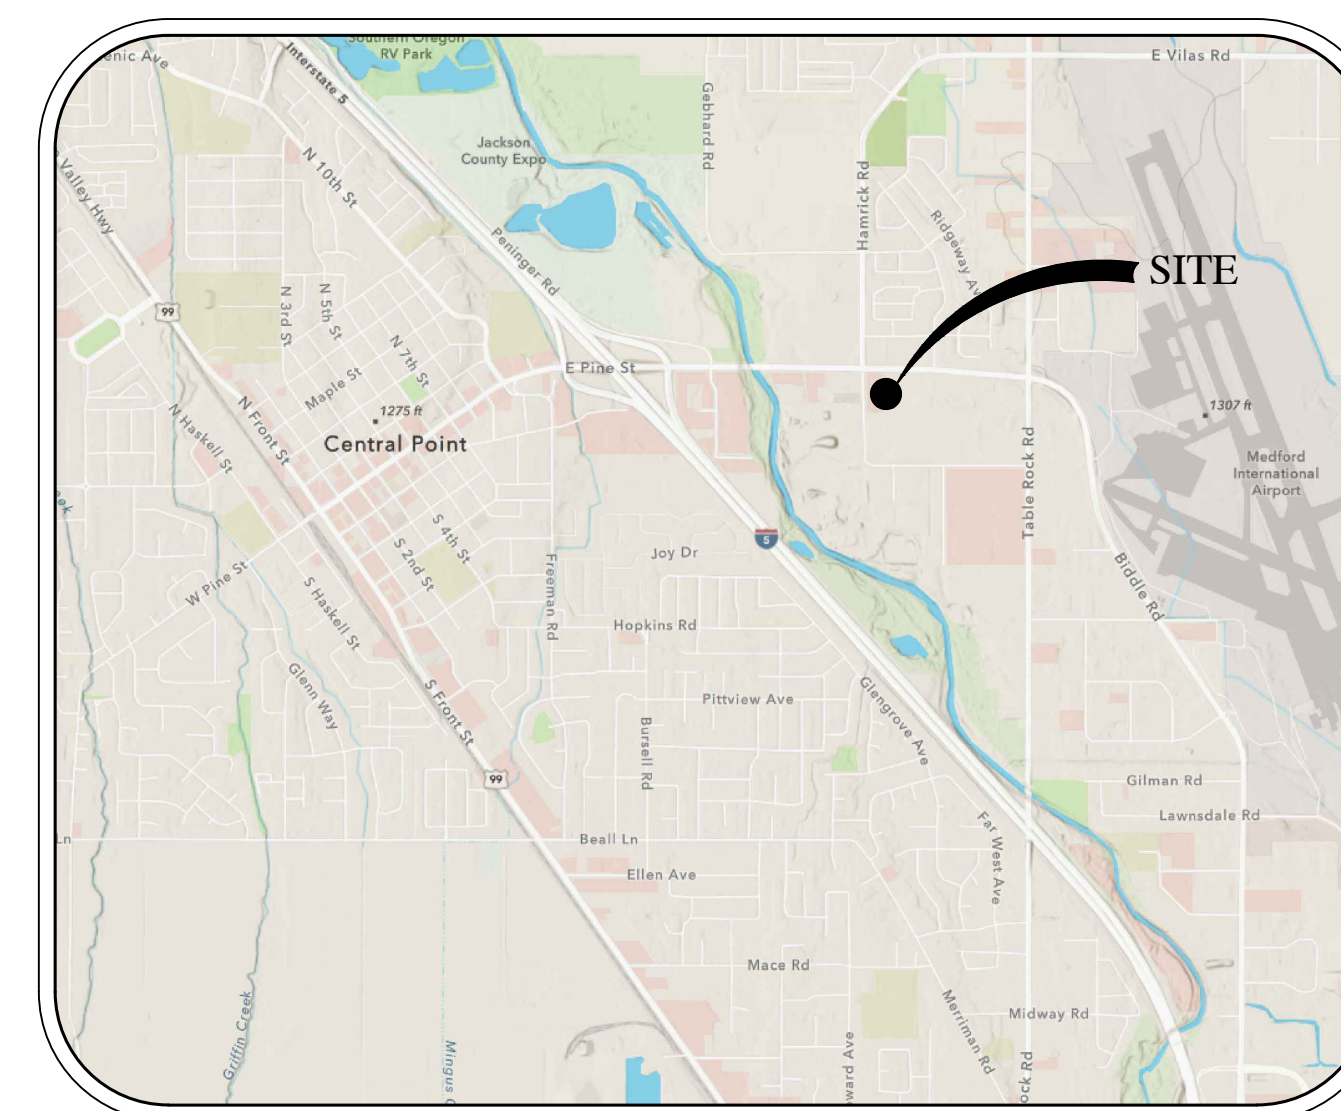 Southern Oregon
RV Park
E Vilas Rd
enic Ave
Interstate 5
Gebhard Rd
Jackson
County Expo
N 10th St
Valley Hwy
Hamrick Rd
Ridgeway Av
Peninger Rd
SITE
99
N 3rd St
N 5th St
N 7th St
E Pine St
Maple St
1275 ft
1307 ft
N Haskell St
N Front St
Central Point
Table Rock Rd
Medford
International
Airport
eek
S 4th St
S 2nd St
5
Joy Dr
Freeman Rd
Biddle Rd
W Pine St
S Haskell St
Hopkins Rd
Glenn Way
S Front St
Pittview Ave
Glengrove Ave
Bursell Rd
99
Gilman Rd
Lawnsdale Rd
Ln
Beall Ln
Far West Ave
Ellen Ave
Mace Rd
Merriman Rd
Midway Rd
Griffin Creek
Mingus C
ward Ave
ock Rd